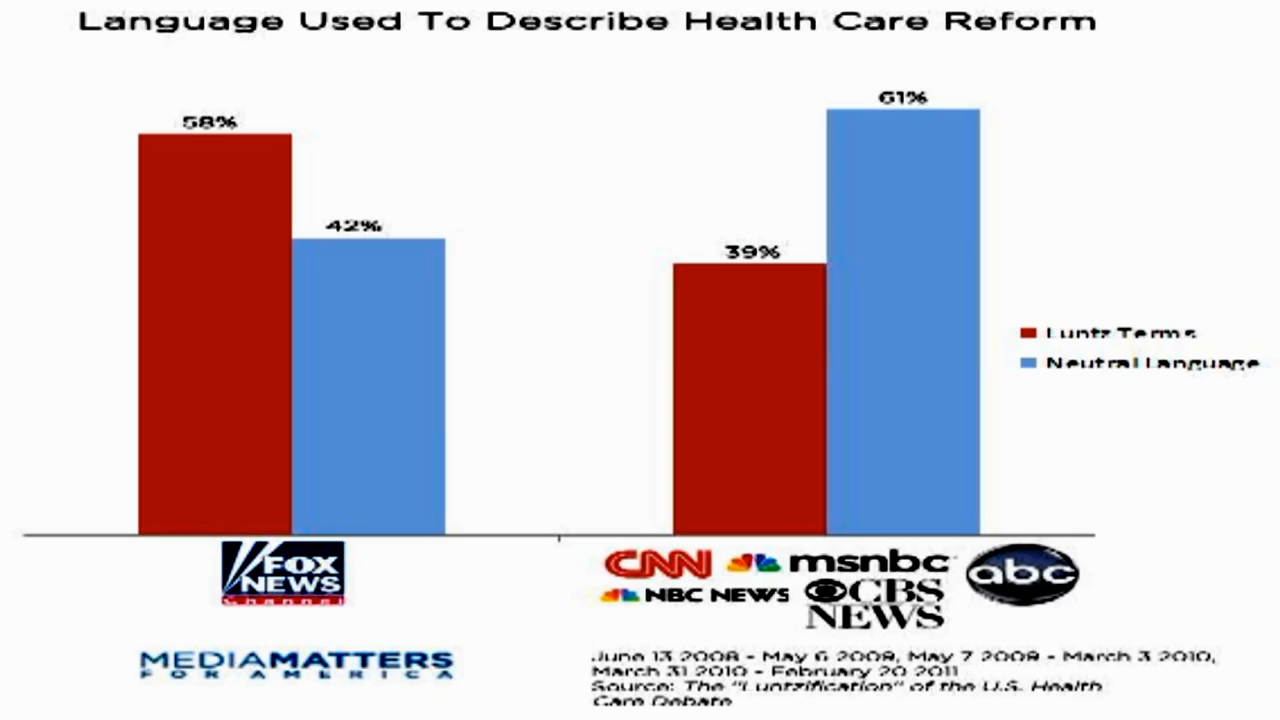 Language Used To Describe Health Care Reform
61%
58%
42%
39%
Luntz Terms
Neutral Language
FOX
NEWS
Channel
CNN msnbc abc
NBC NEWS CBS
NEWS
MEDIAMATTERS
FOR AMERICA
June 13 2008 - May 6 2009, May 7 2009 - March 3 2010,
March 31 2010 - February 20 2011
Source: The "Luntzification" of the U.S. Health
Care Debate